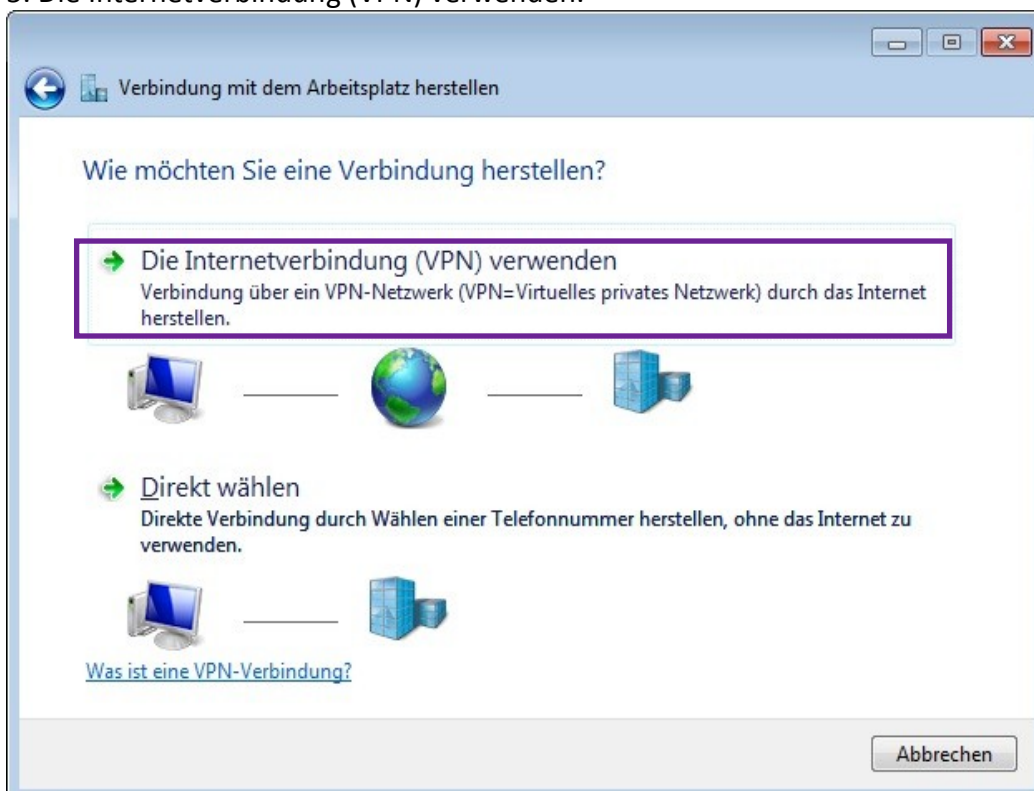 Verbindung mit dem Arbeitsplatz herstellen
Wie möchten Sie eine Verbindung herstellen?
Die Internetverbindung (VPN) verwenden
Verbindung über ein VPN-Netzwerk (VPN=Virtuelles privates Netzwerk) durch das Internet
herstellen.
Direkt wählen
Direkte Verbindung durch Wählen einer Telefonnummer herstellen, ohne das Internet zu
verwenden.
Was ist eine VPN-Verbindung?
Abbrechen